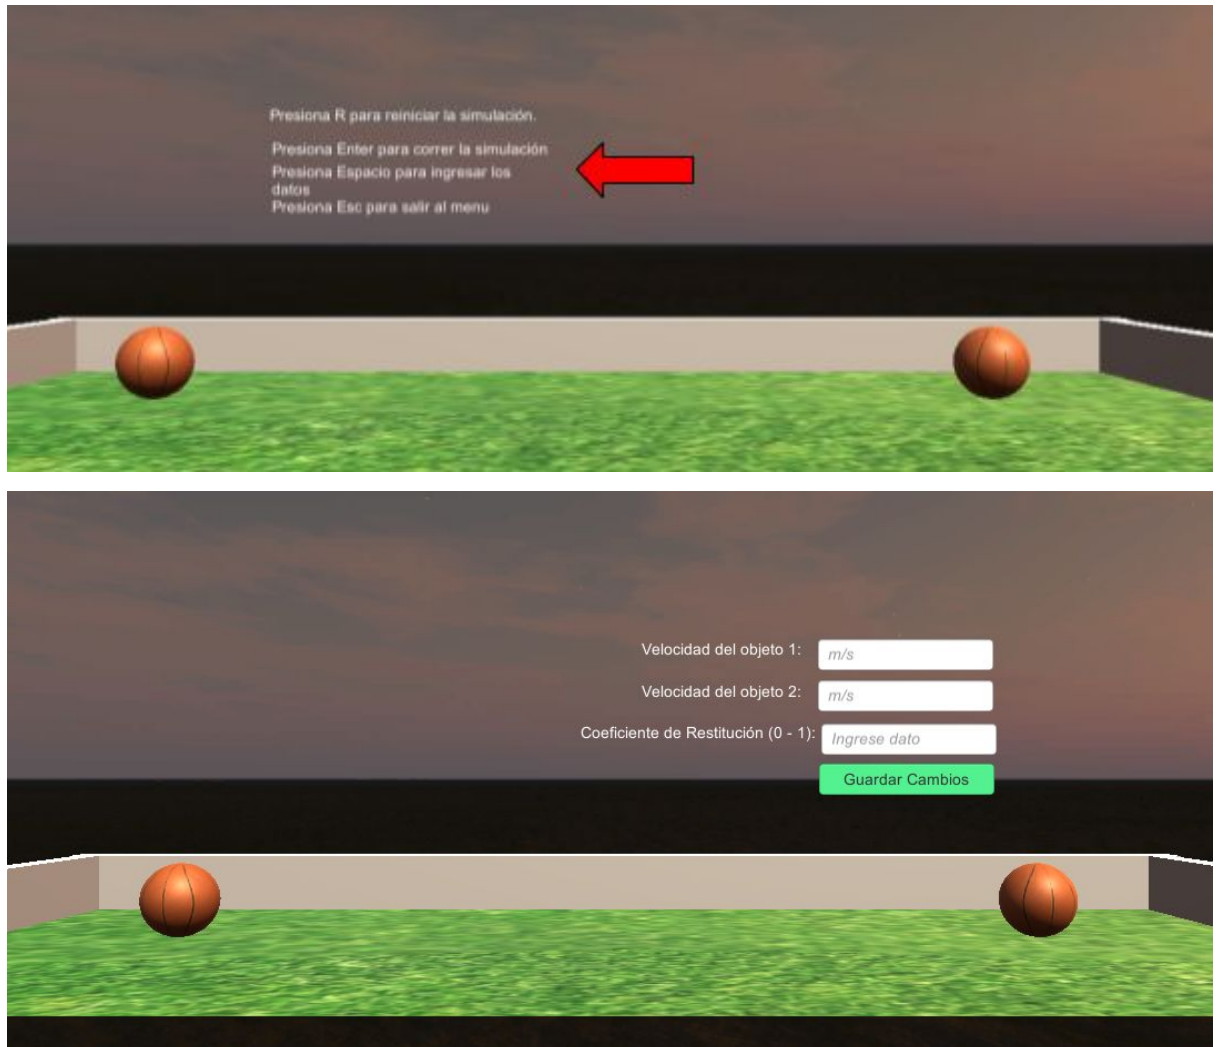 Presiona R para reiniciar la simulación.
Presiona Enter para correr la simulación
Presiona Espacio para ingresar los
datos
Presiona Esc para salir al menu
Velocidad del objeto 1: m/s
Velocidad del objeto 2: m/s
Coeficiente de Restitución (0 - 1): Ingrese dato
Guardar Cambios